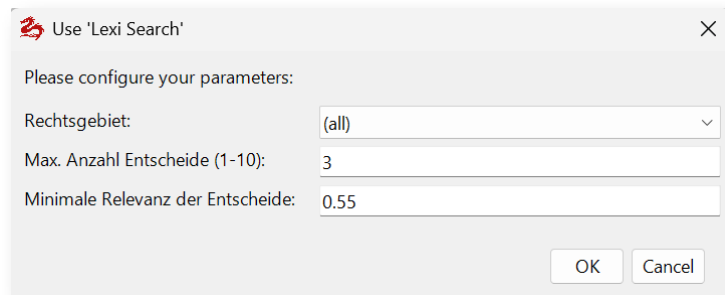 Use 'Lexi Search'
Please configure your parameters:
Rechtsgebiet: (all)
Max. Anzahl Entscheide (1-10): 3
Minimale Relevanz der Entscheide: 0.55
OK Cancel